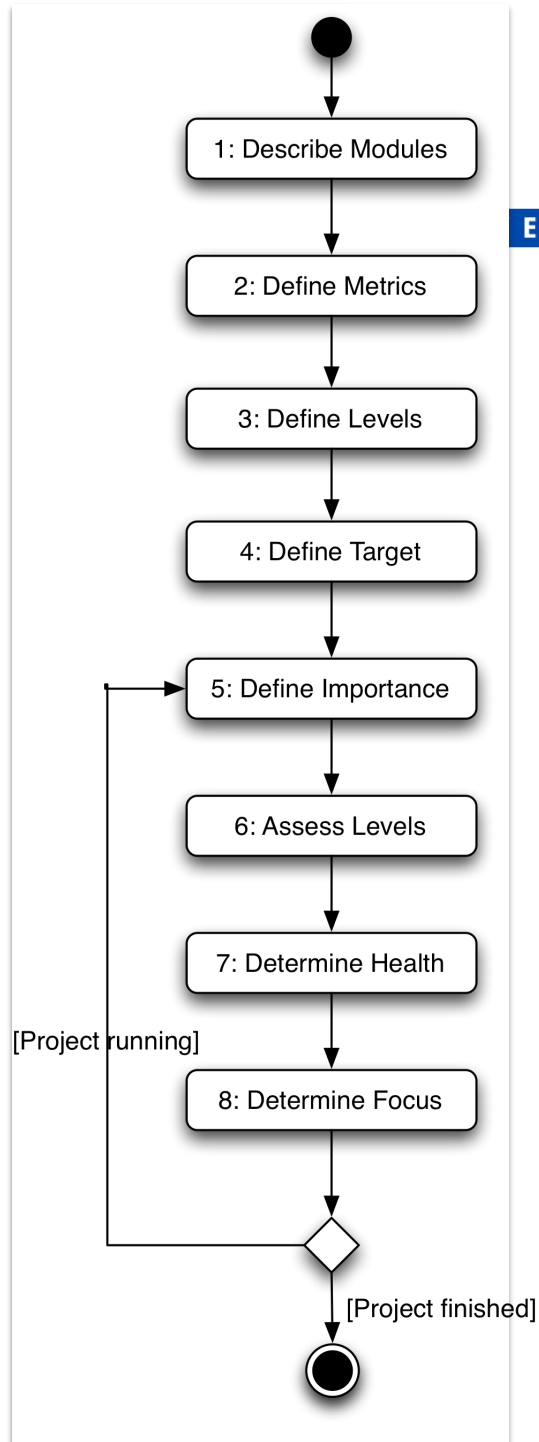 1: Describe Modules
E
2: Define Metrics
3: Define Levels
4: Define Target
5: Define Importance
6: Assess Levels
7: Determine Health
[Project running]
8: Determine Focus
[Project finished]